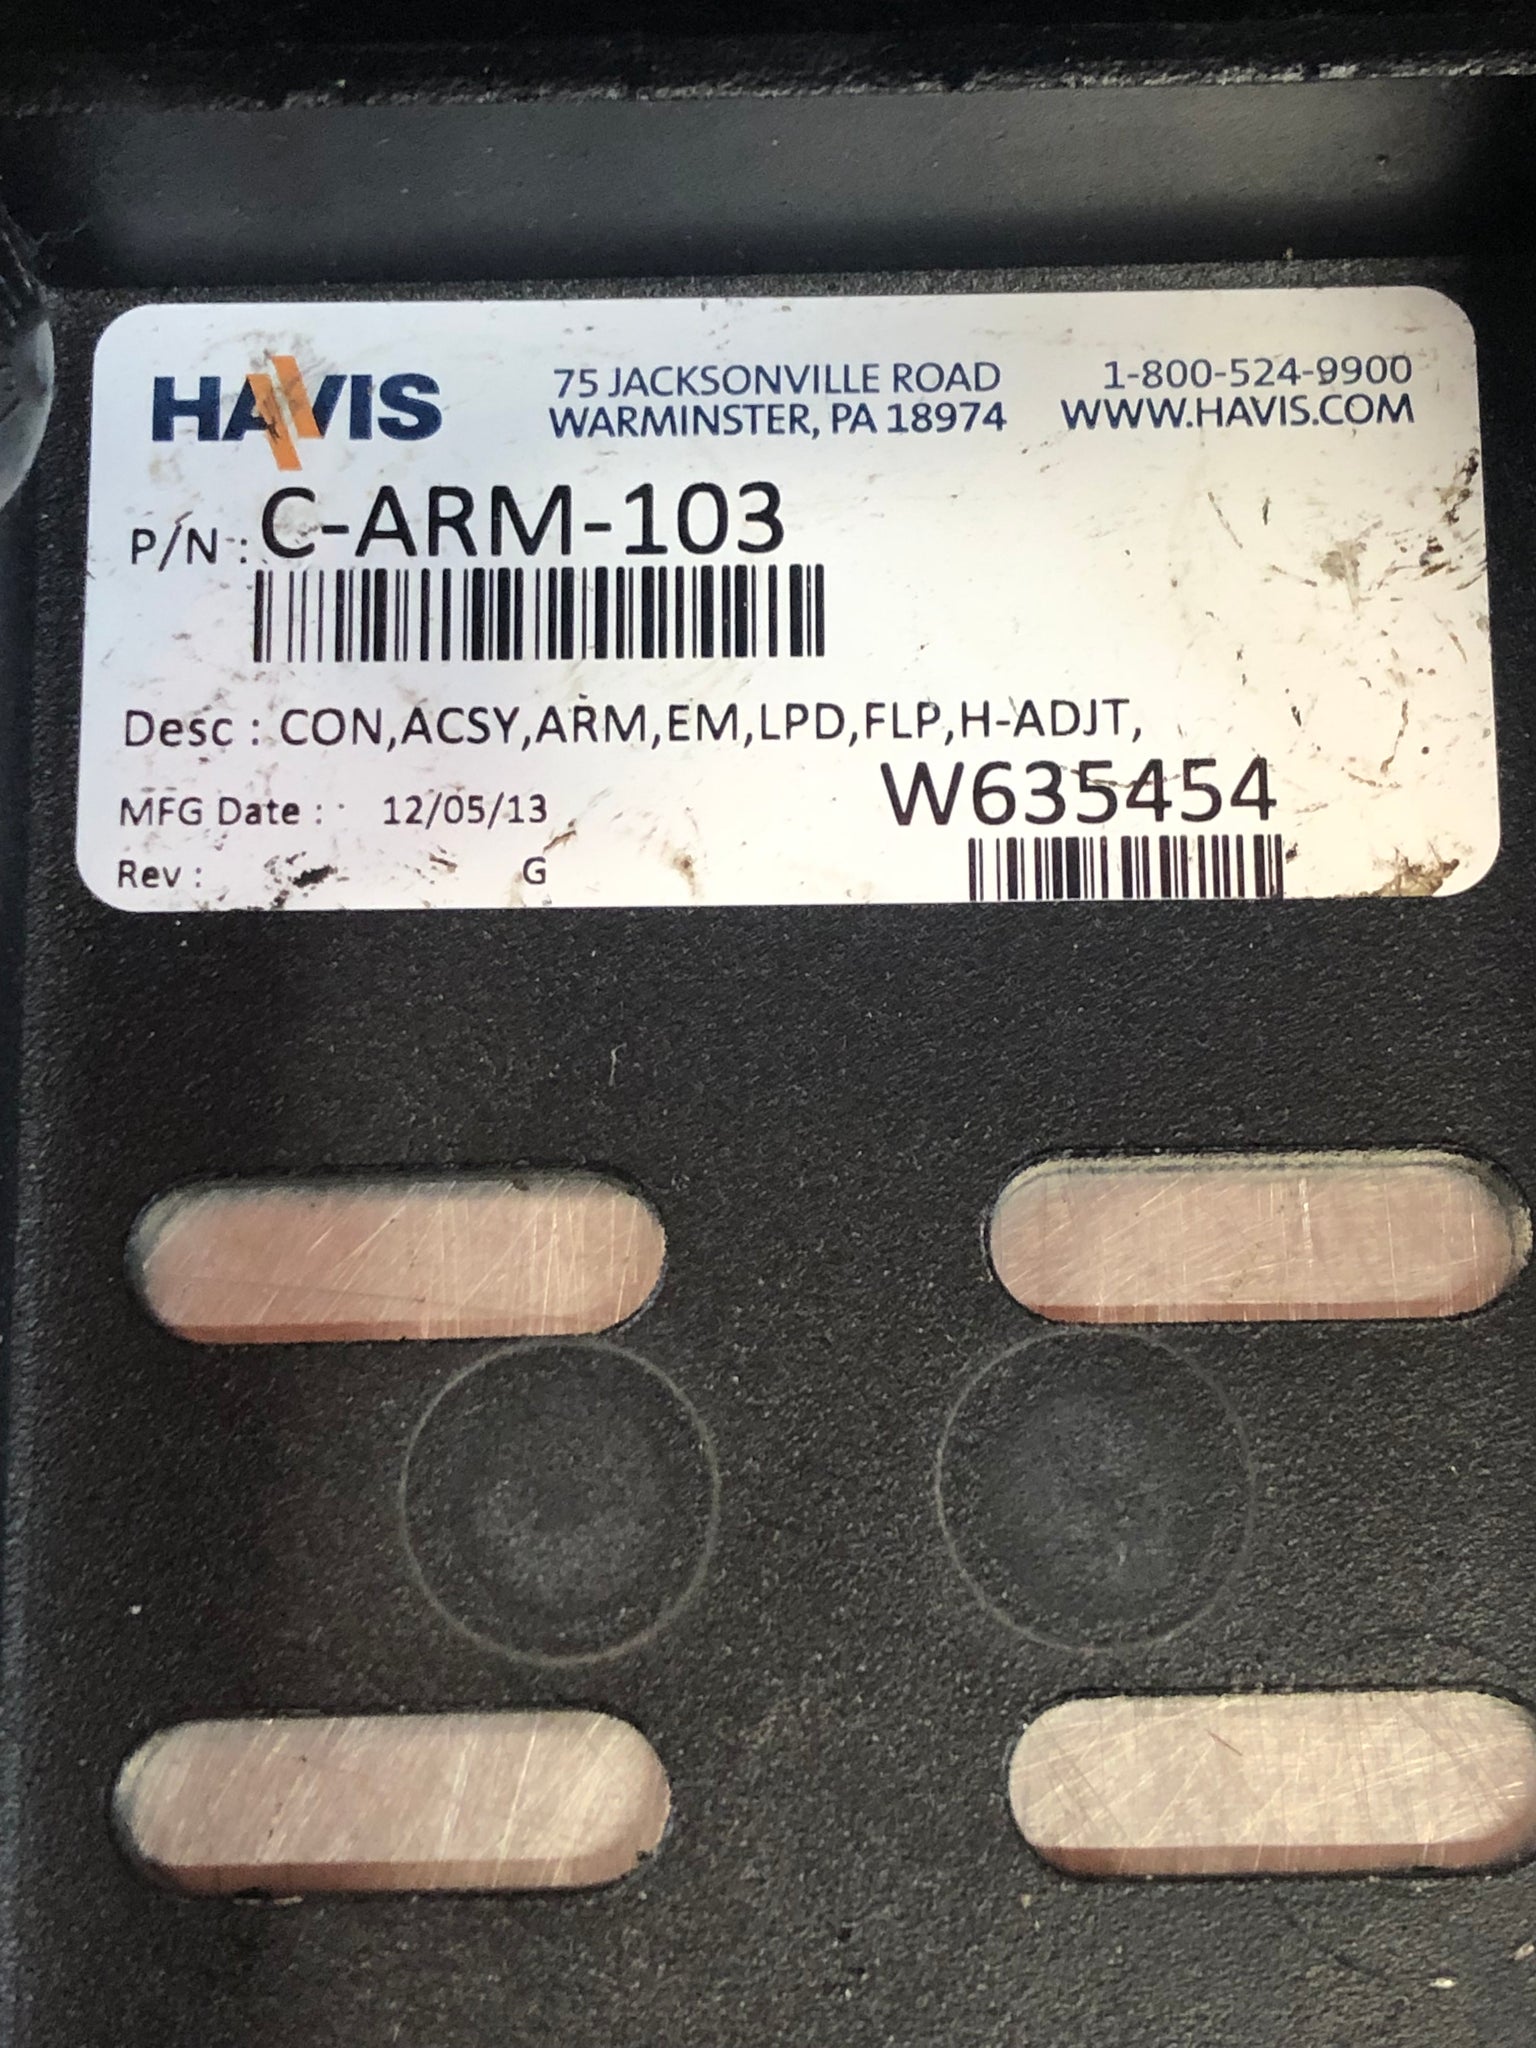 HAVIS
75 JACKSONVILLE ROAD
WARMINSTER, PA 18974
1-800-524-9900
WWW.HAVIS.COM
P/N : C-ARM-103
Desc : CON,ACSY,ARM,EM,LPD,FLP,H-ADJT,
W635454
MFG Date : 12/05/13
Rev : G